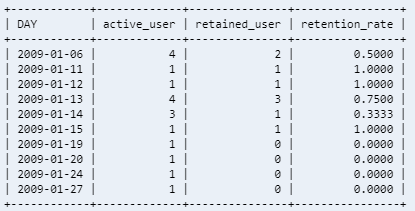 +------------+-------------+---------------+----------------+
| DAY        | active_user | retained_user | retention_rate |
+------------+-------------+---------------+----------------+
| 2009-01-06 |           4 |             2 |         0.5000 |
| 2009-01-11 |           1 |             1 |         1.0000 |
| 2009-01-12 |           1 |             1 |         1.0000 |
| 2009-01-13 |           4 |             3 |         0.7500 |
| 2009-01-14 |           3 |             1 |         0.3333 |
| 2009-01-15 |           1 |             1 |         1.0000 |
| 2009-01-19 |           1 |             0 |         0.0000 |
| 2009-01-20 |           1 |             0 |         0.0000 |
| 2009-01-24 |           1 |             0 |         0.0000 |
| 2009-01-27 |           1 |             0 |         0.0000 |
+------------+-------------+---------------+----------------+